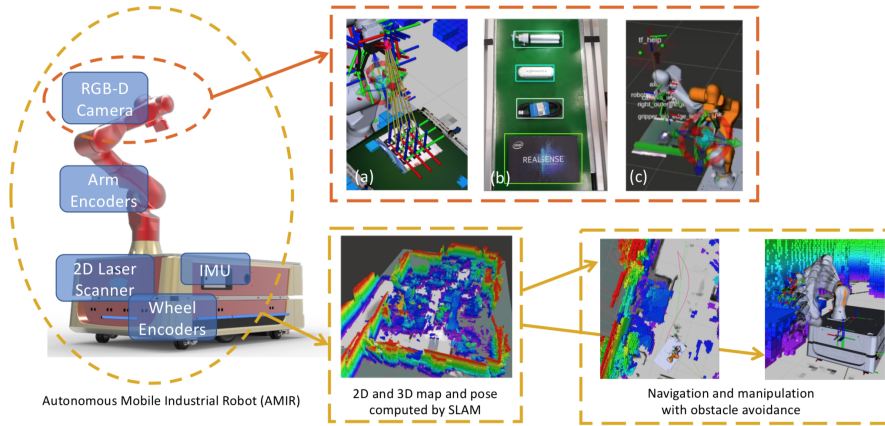 RGB-D
Camera
Arm
Encoders
2D Laser
Scanner
IMU
Wheel
Encoders
Autonomous Mobile Industrial Robot (AMIR)
(a)
(b)
REALSENSE
(c)
tf_help
2D and 3D map and pose
computed by SLAM
Navigation and manipulation
with obstacle avoidance